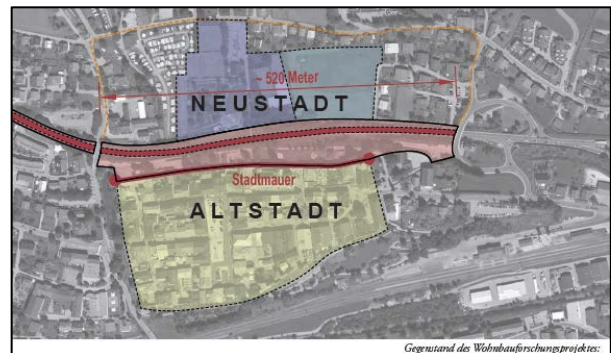 ~ 520 Meter
NEUSTADT
Stadtmauer
ALTSTADT
Gegenstand des Wohnbauforschungsprojektes: